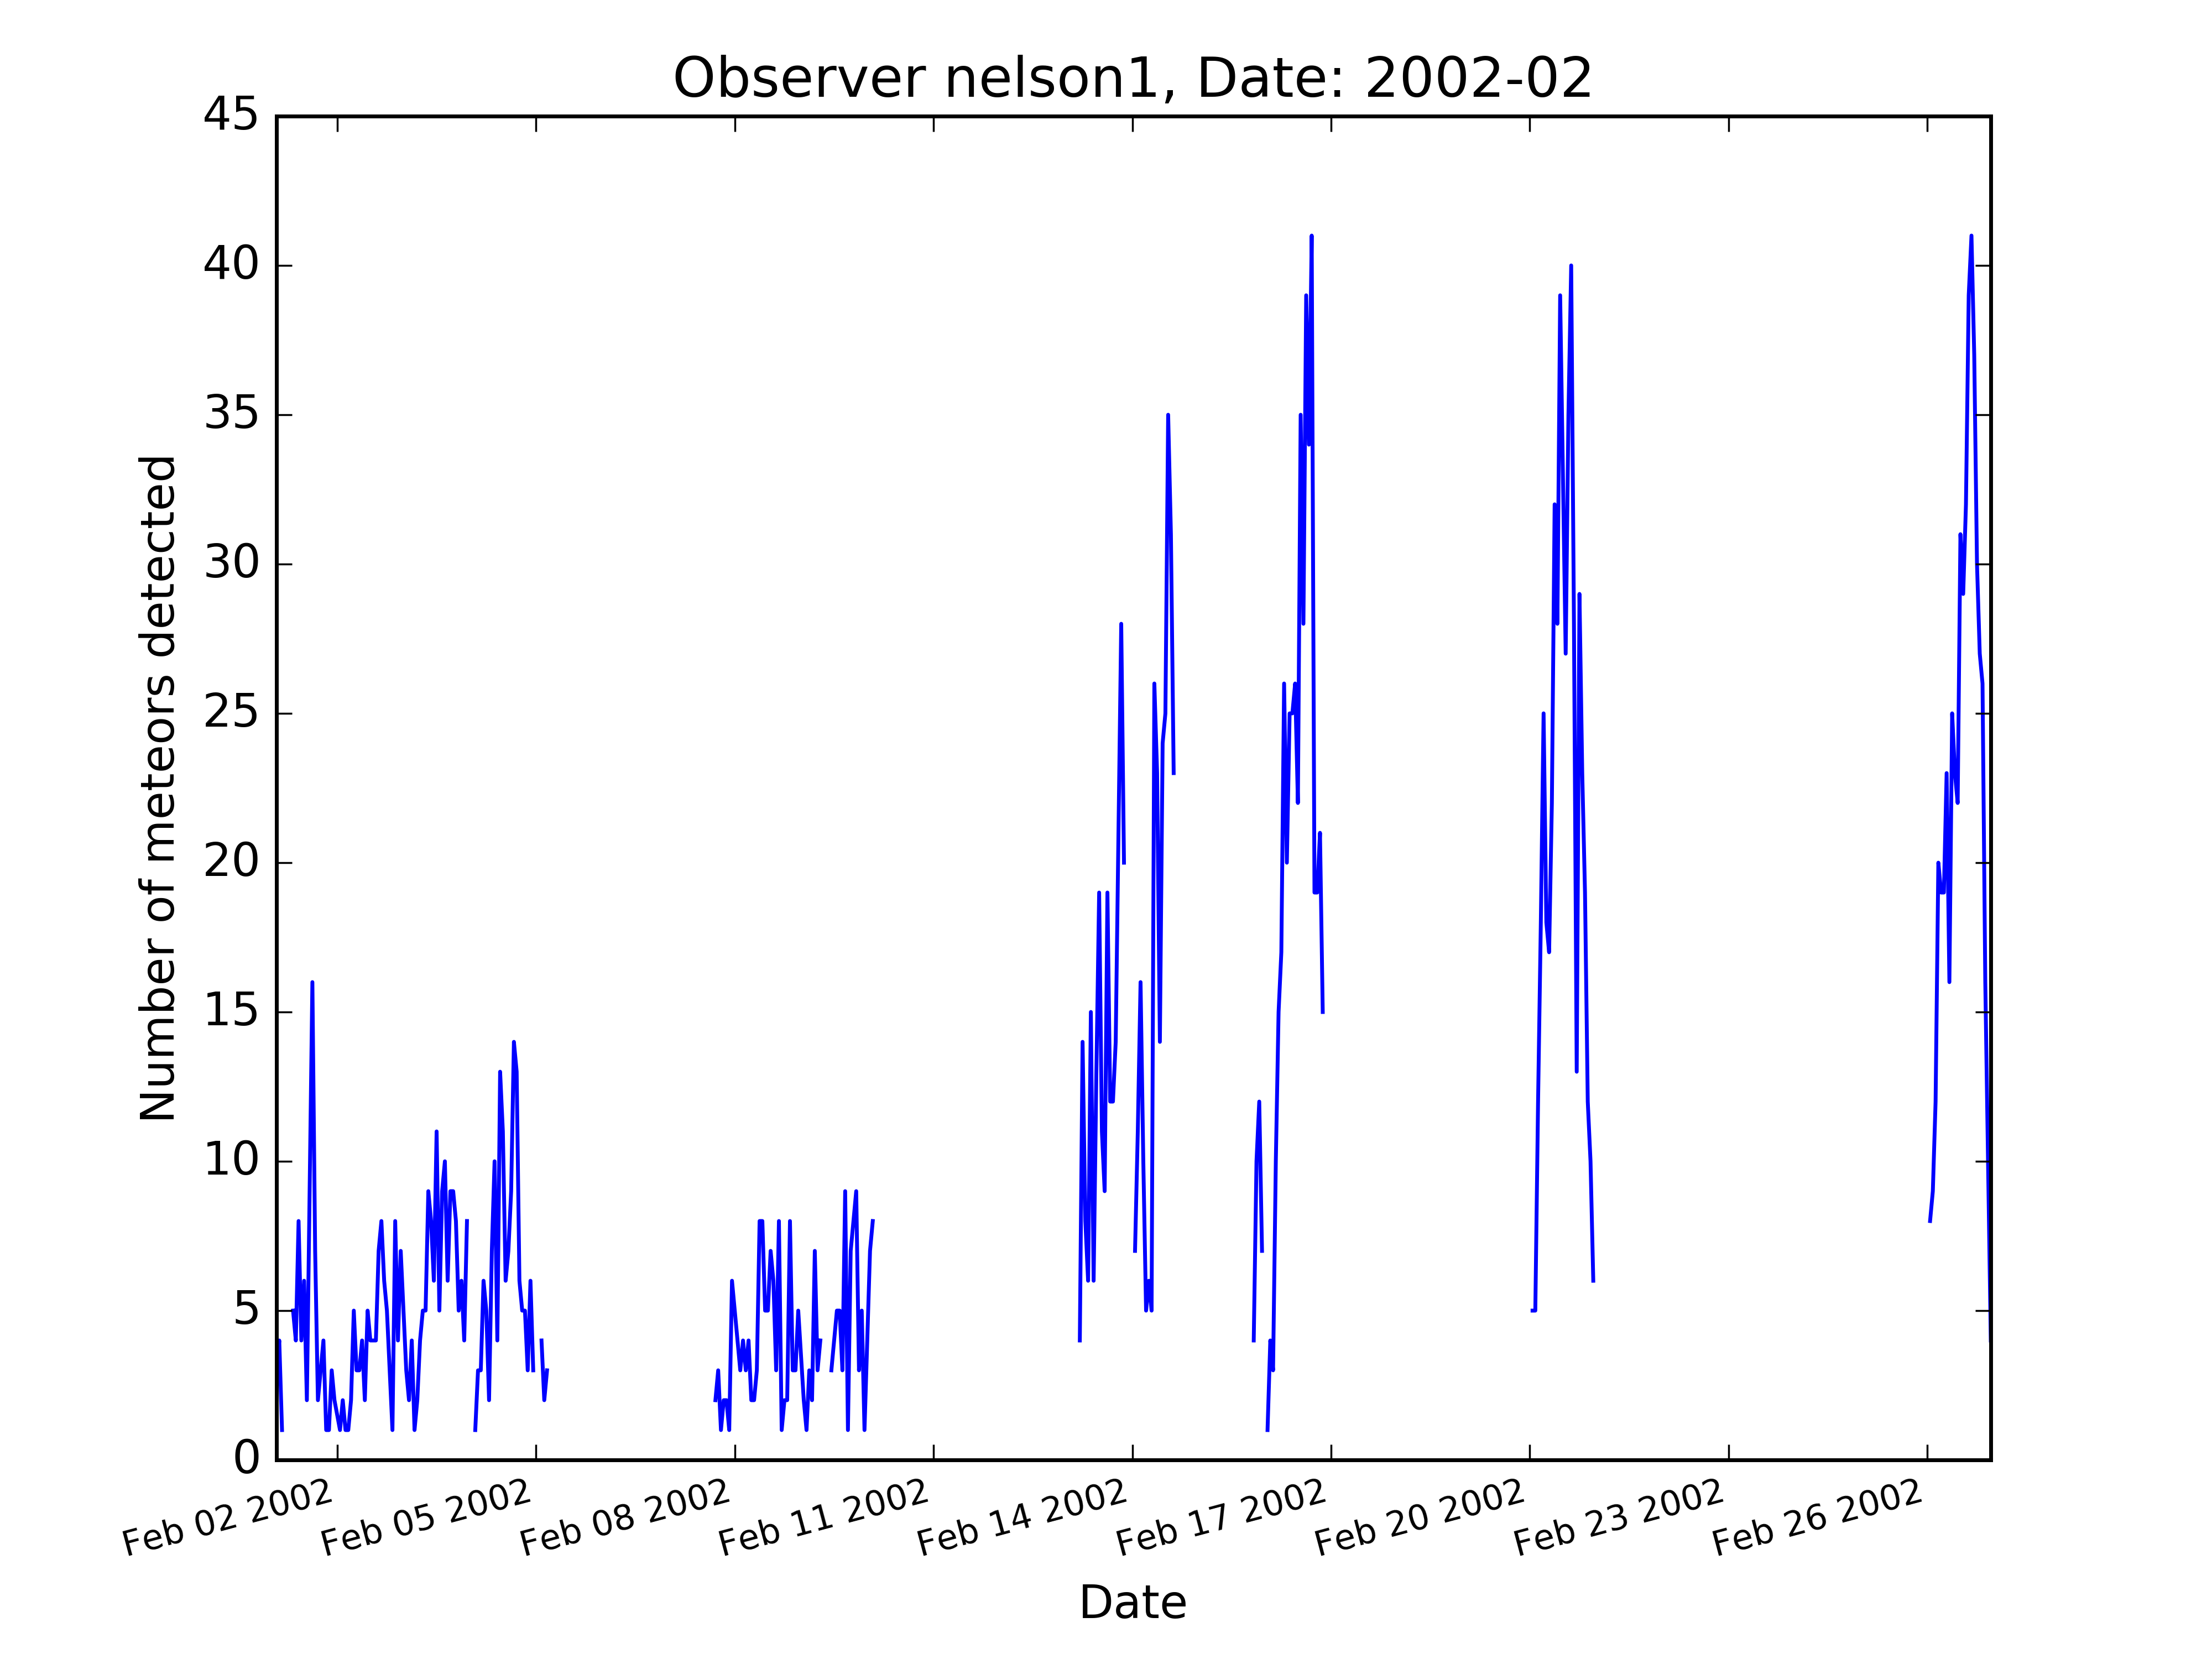 Observer nelson1, Date: 2002-02
45
40
35
30
25
20
15
10
5
0
Number of meteors detected
Feb 02 2002
Feb 05 2002
Feb 08 2002
Feb 11 2002
Feb 14 2002
Feb 17 2002
Feb 20 2002
Feb 23 2002
Feb 26 2002
Date